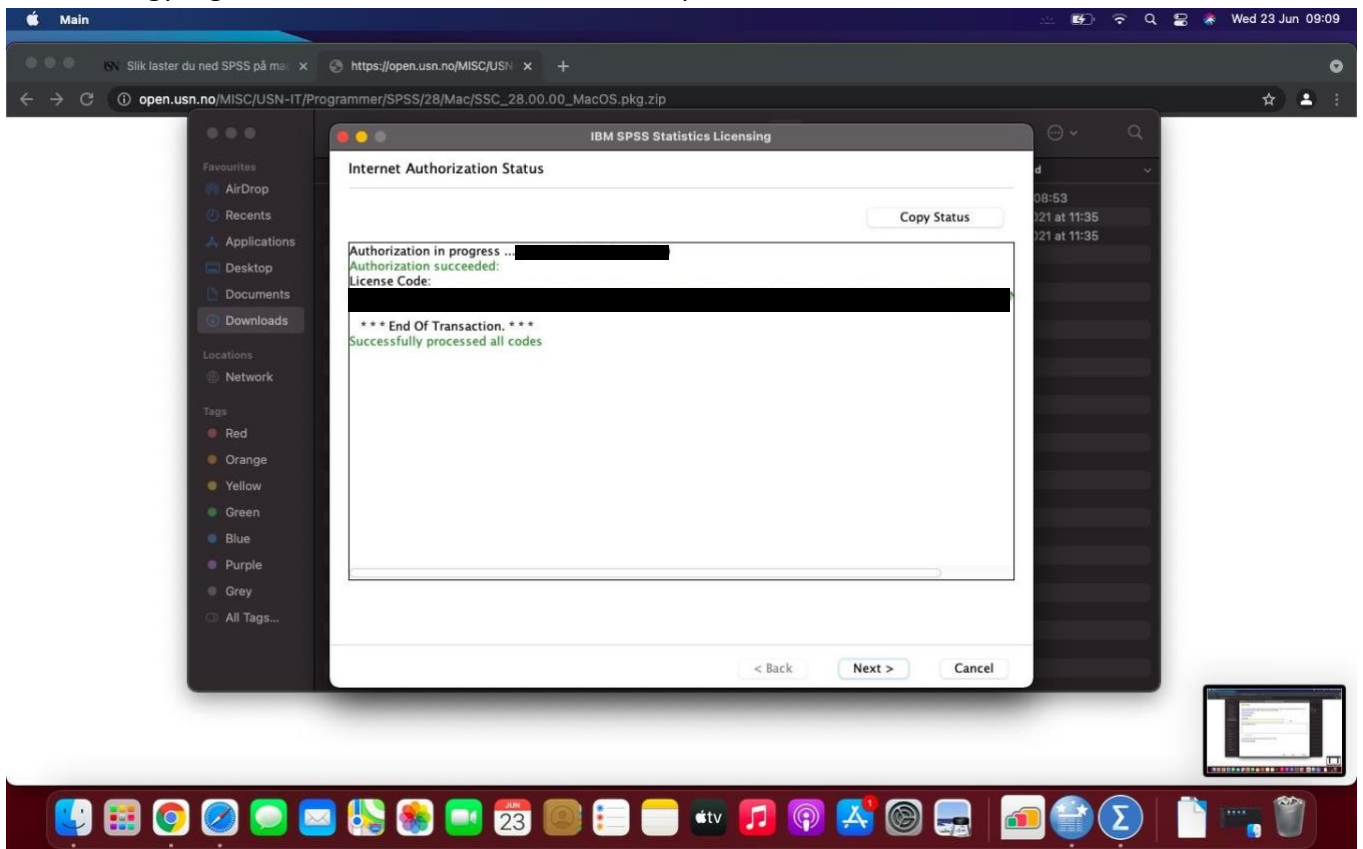 Main
Wed 23 Jun 09:09
Slik laster du ned SPSS på mac
https://open.usn.no/MISC/USN
open.usn.no/MISC/USN-IT/Programmer/SPSS/28/Mac/SSC_28.00.00_MacOS.pkg.zip
IBM SPSS Statistics Licensing
Favourites
AirDrop
Recents
Applications
Desktop
Documents
Downloads
Locations
Network
Tags
Red
Orange
Yellow
Green
Blue
Purple
Grey
All Tags...
Internet Authorization Status
Copy Status
Authorization in progress ...
Authorization succeeded:
License Code:
* * * End Of Transaction. * * *
Successfully processed all codes
< Back Next > Cancel
d
08:53
021 at 11:35
021 at 11:35
JUN
23
tv
1